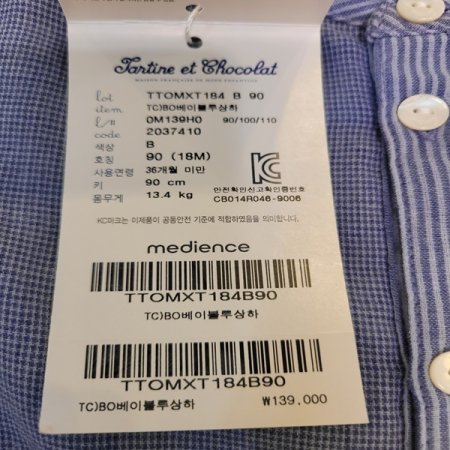 Tartine et Chocolat
MAISON FRANÇAISE DE MODE ENFANTINE
lot TTOMXT184 B 90
item TC)BO베이블루상하
L/# 0M139H0 90/100/110
code 2037410
색상 B
호칭 90 (18M)
사용연령 36개월 미만
키 90 cm
몸무게 13.4 kg
안전확인신고확인증번호
CB014R046-9006
KC마크는 이제품이 공통안전 기준에 적합하였음을 의미합니다.
medience
TTOMXT184B90
TC)BO베이블루상하
TTOMXT184B90
TC)BO베이블루상하 ₩139,000